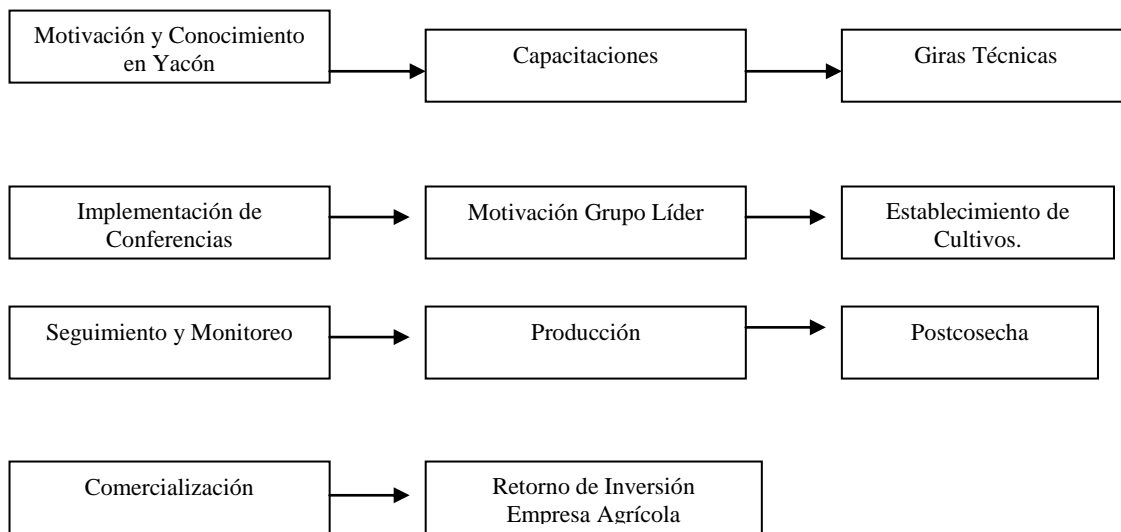 Motivación y Conocimiento
en Yacón
Capacitaciones
Giras Técnicas
Implementación de
Conferencias
Motivación Grupo Líder
Establecimiento de
Cultivos.
Seguimiento y Monitoreo
Producción
Postcosecha
Comercialización
Retorno de Inversión
Empresa Agrícola